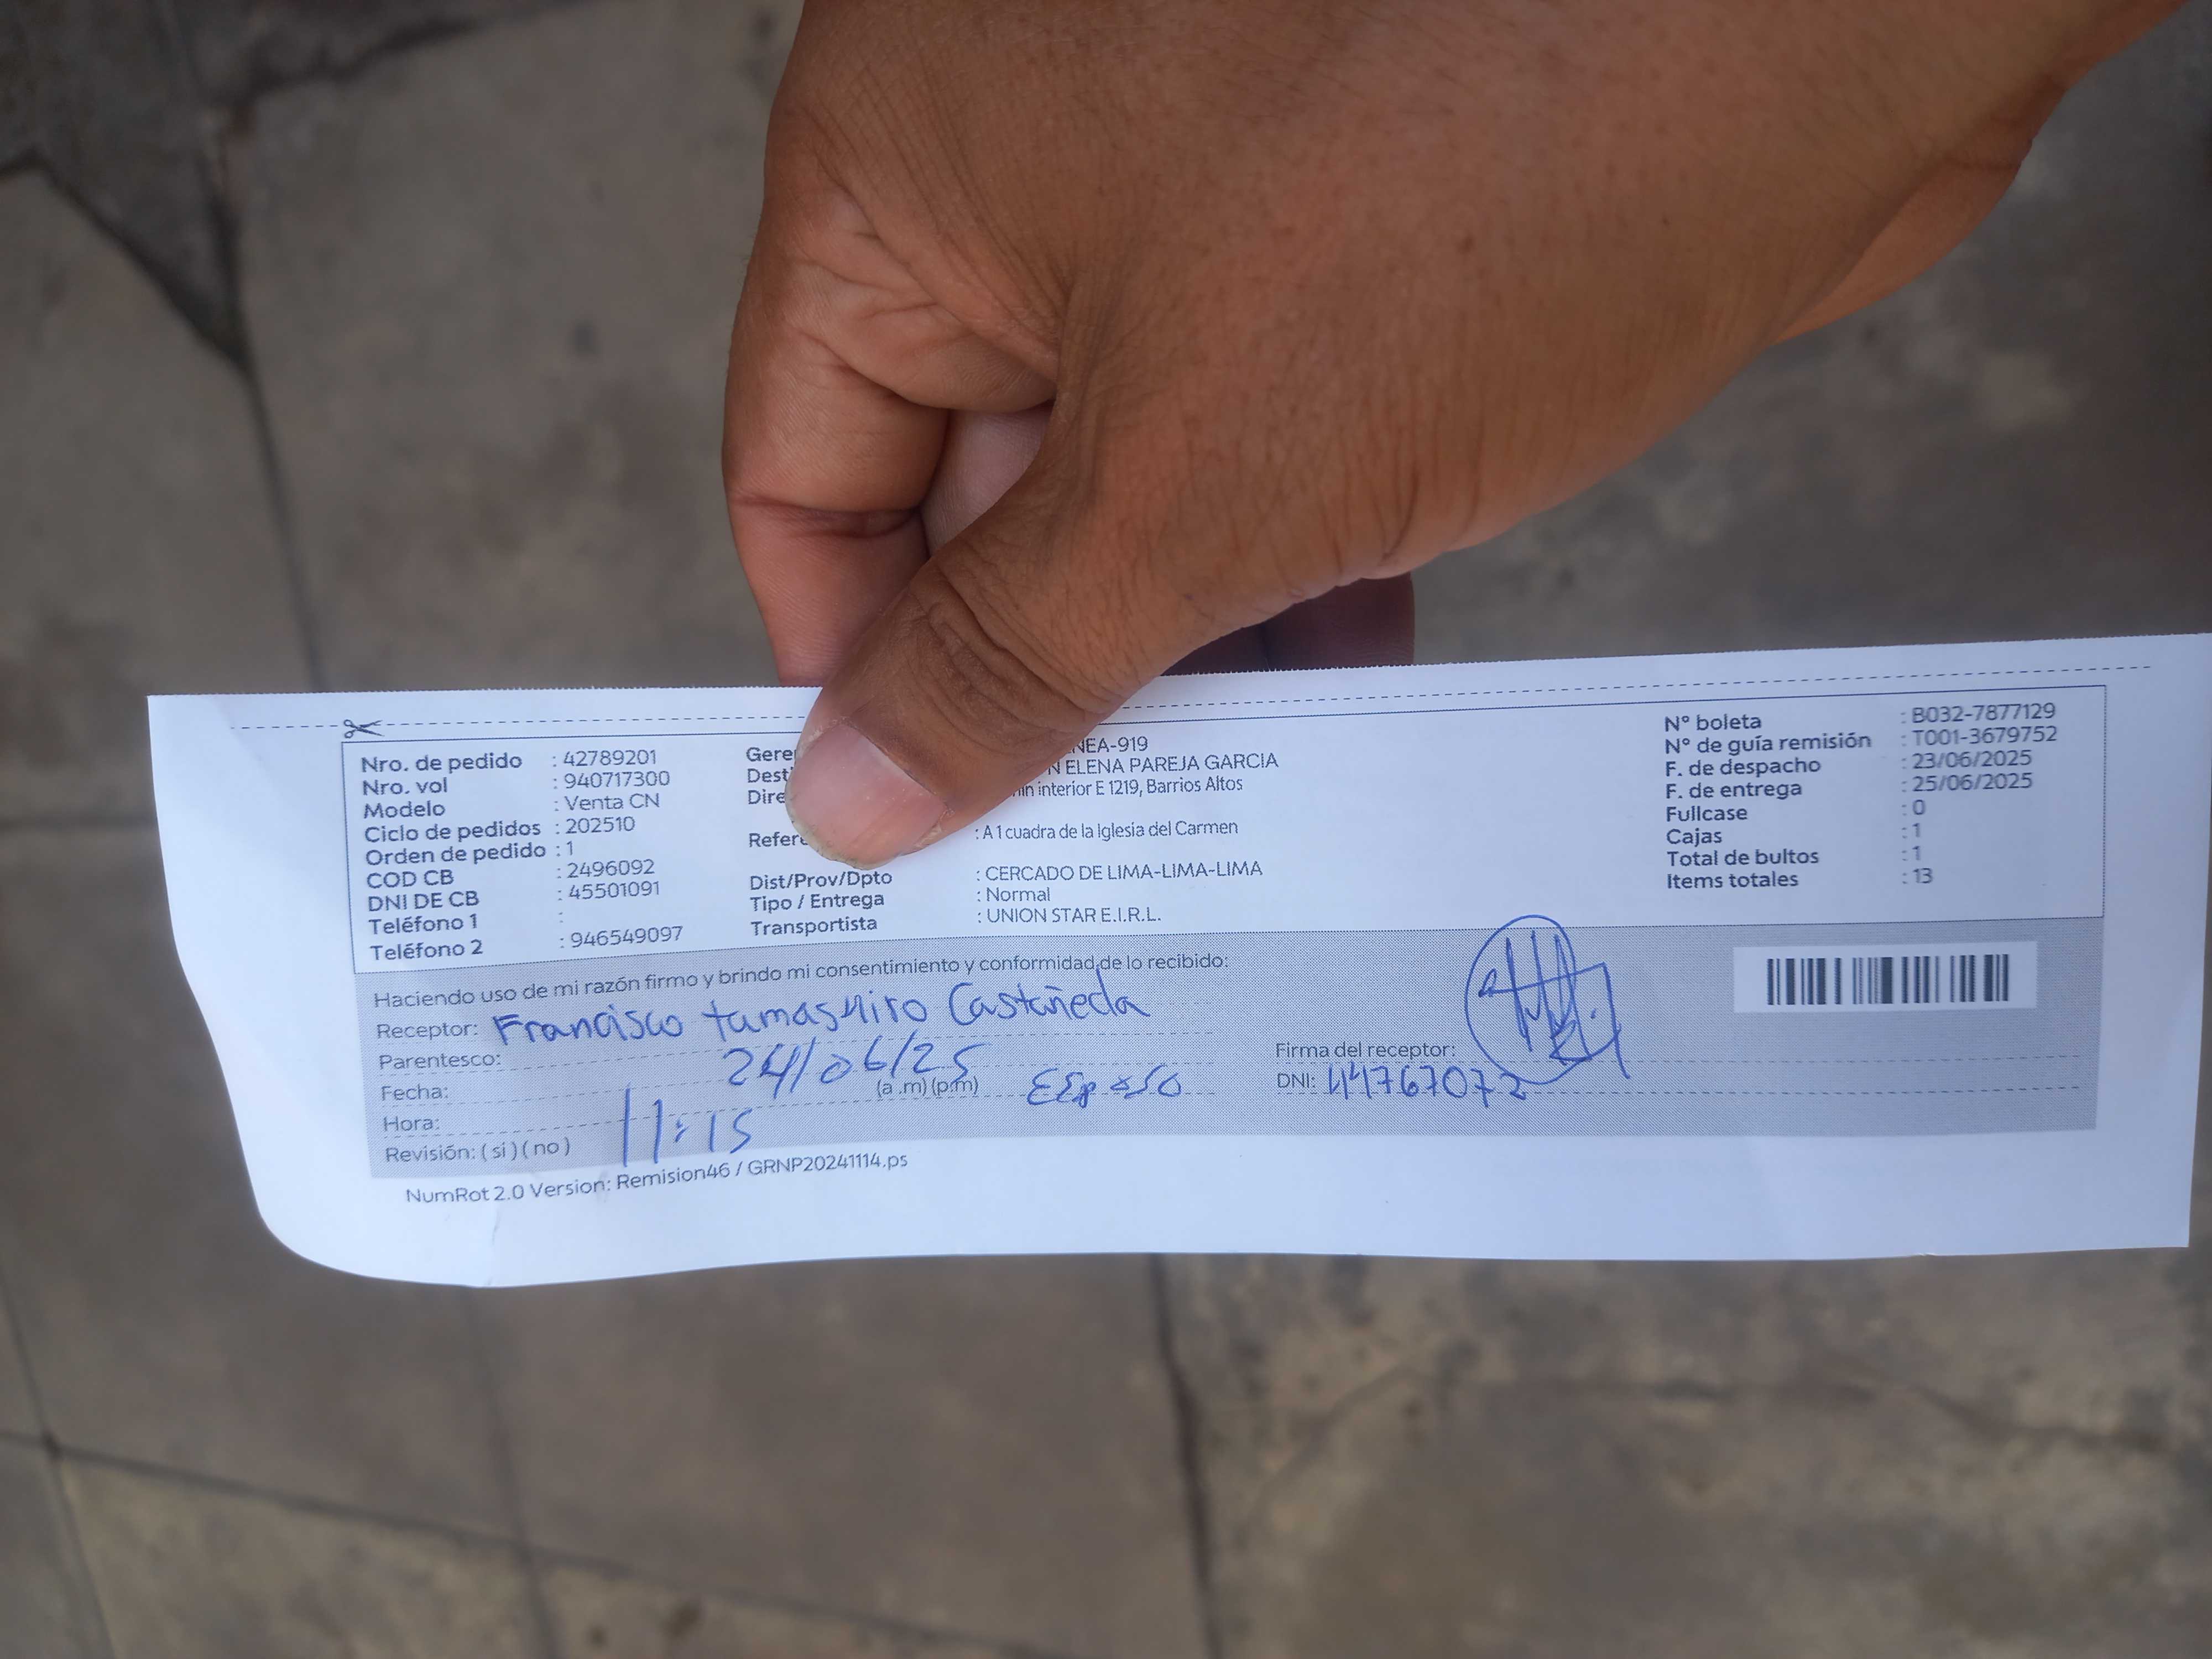 Nro. de pedido : 42789201
Nro. vol : 940717300
Modelo : Venta CN
Ciclo de pedidos : 202510
Orden de pedido : 1
COD CB : 2496092
DNI DE CB : 45501091
Teléfono 1 :
Teléfono 2 : 946549097
NEA-919
ELENA PAREJA GARCIA
interior E 1219, Barrios Altos
: A 1 cuadra de la Iglesia del Carmen
Dist/Prov/Dpto : CERCADO DE LIMA-LIMA-LIMA
Tipo / Entrega : Normal
Transportista : UNION STAR E.I.R.L.
N° boleta : B032-7877129
N° de guía remisión : T001-3679752
F. de despacho : 23/06/2025
F. de entrega : 25/06/2025
Fullcase : 0
Cajas : 1
Total de bultos : 1
Items totales : 13
Haciendo uso de mi razón firmo y brindo mi consentimiento y conformidad de lo recibido:
Receptor: Francisco tamashiro Castañeda
Parentesco:
Fecha: 24/06/25
(a .m) (p.m)
Hora: 11:15
Revisión: ( si ) ( no )
Firma del receptor:
DNI: 44767072
NumRot 2.0 Version: Remision46 / GRNP20241114.ps